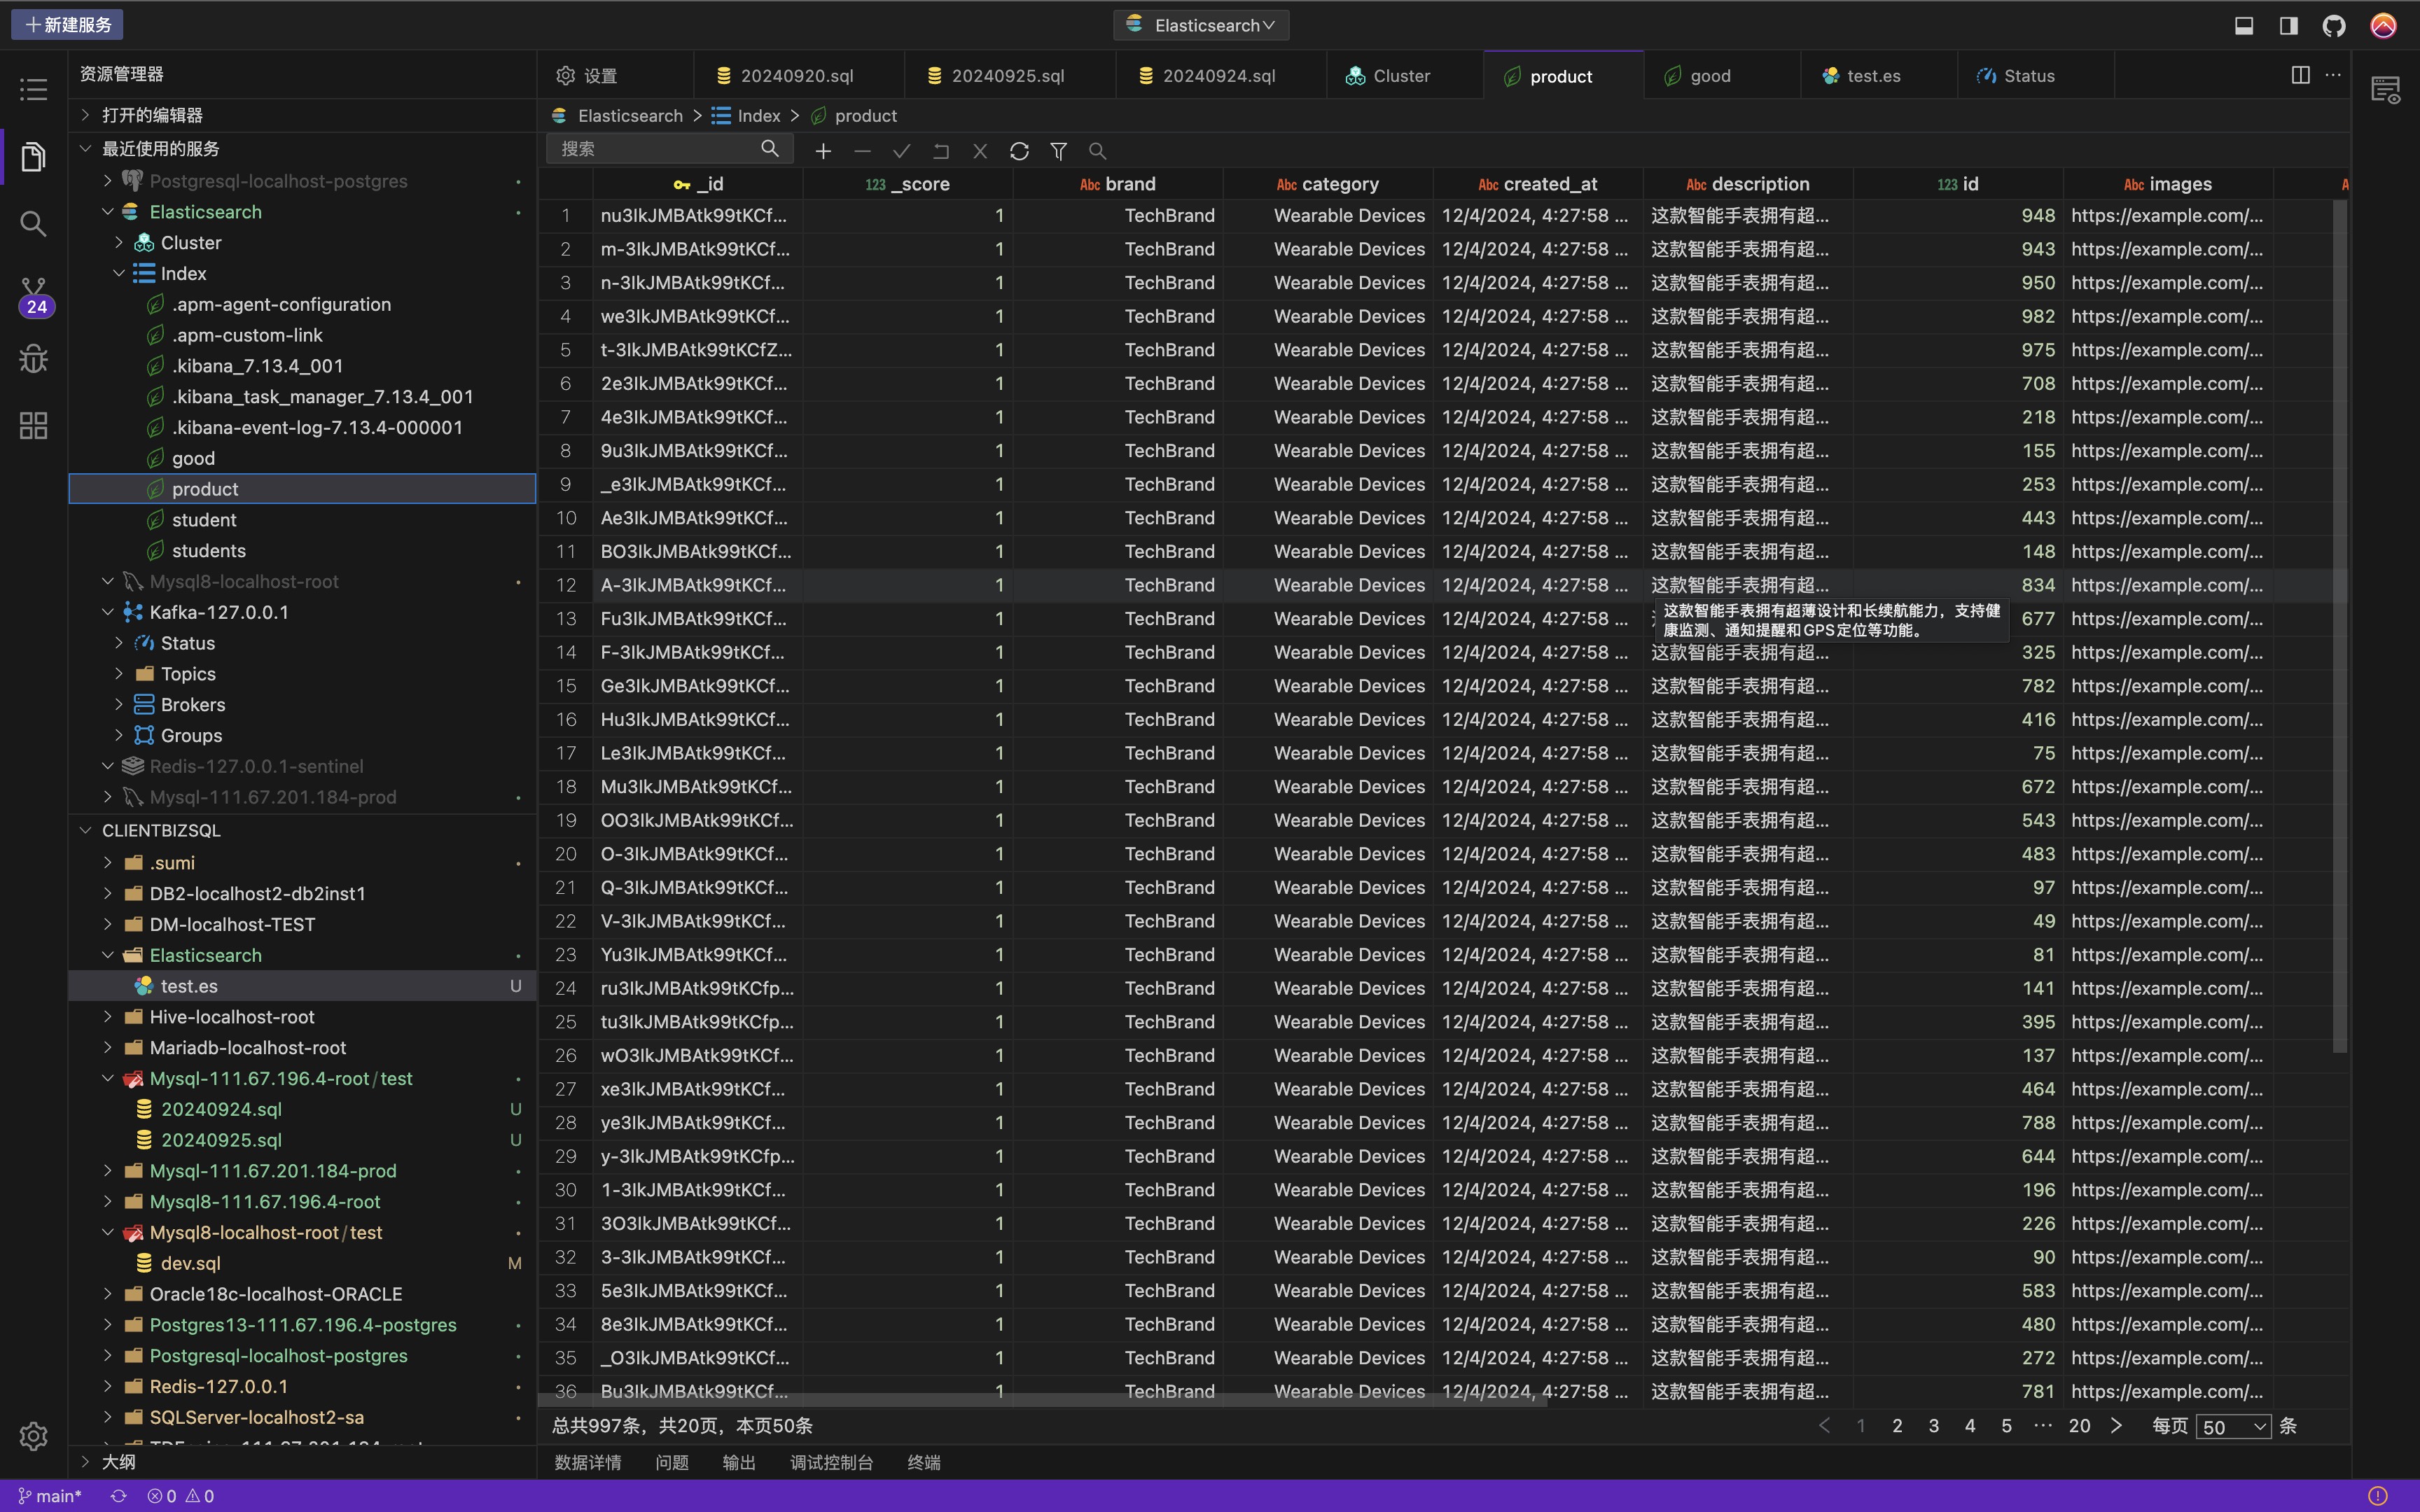 新建服务
Elasticsearch
资源管理器
打开的编辑器
最近使用的服务
Postgresql-localhost-postgres
Elasticsearch
Cluster
Index
.apm-agent-configuration
.apm-custom-link
.kibana_7.13.4_001
.kibana_task_manager_7.13.4_001
.kibana-event-log-7.13.4-000001
good
product
student
students
Mysql8-localhost-root
Kafka-127.0.0.1
Status
Topics
Brokers
Groups
Redis-127.0.0.1-sentinel
Mysql-111.67.201.184-prod
24
CLIENTBIZSQL
.sumi
DB2-localhost2-db2inst1
DM-localhost-TEST
Elasticsearch
test.es U
Hive-localhost-root
Mariadb-localhost-root
Mysql-111.67.196.4-root/test
20240924.sql U
20240925.sql U
Mysql-111.67.201.184-prod
Mysql8-111.67.196.4-root
Mysql8-localhost-root/test
dev.sql M
Oracle18c-localhost-ORACLE
Postgres13-111.67.196.4-postgres
Postgresql-localhost-postgres
Redis-127.0.0.1
SQLServer-localhost2-sa
大纲
设置 20240920.sql 20240925.sql 20240924.sql Cluster product good test.es Status
Elasticsearch > Index > product
搜索
_id 123 _score Abc brand Abc category Abc created_at Abc description 123 id Abc images
1 nu3IkJMBAtk99tKCf... 1 TechBrand Wearable Devices 12/4/2024, 4:27:58 ... 这款智能手表拥有超... 948 https://example.com/...
2 m-3IkJMBAtk99tKCf... 1 TechBrand Wearable Devices 12/4/2024, 4:27:58 ... 这款智能手表拥有超... 943 https://example.com/...
3 n-3IkJMBAtk99tKCf... 1 TechBrand Wearable Devices 12/4/2024, 4:27:58 ... 这款智能手表拥有超... 950 https://example.com/...
4 we3IkJMBAtk99tKCf... 1 TechBrand Wearable Devices 12/4/2024, 4:27:58 ... 这款智能手表拥有超... 982 https://example.com/...
5 t-3IkJMBAtk99tKCfZ... 1 TechBrand Wearable Devices 12/4/2024, 4:27:58 ... 这款智能手表拥有超... 975 https://example.com/...
6 2e3IkJMBAtk99tKCf... 1 TechBrand Wearable Devices 12/4/2024, 4:27:58 ... 这款智能手表拥有超... 708 https://example.com/...
7 4e3IkJMBAtk99tKCf... 1 TechBrand Wearable Devices 12/4/2024, 4:27:58 ... 这款智能手表拥有超... 218 https://example.com/...
8 9u3IkJMBAtk99tKCf... 1 TechBrand Wearable Devices 12/4/2024, 4:27:58 ... 这款智能手表拥有超... 155 https://example.com/...
9 _e3IkJMBAtk99tKCf... 1 TechBrand Wearable Devices 12/4/2024, 4:27:58 ... 这款智能手表拥有超... 253 https://example.com/...
10 Ae3IkJMBAtk99tKCf... 1 TechBrand Wearable Devices 12/4/2024, 4:27:58 ... 这款智能手表拥有超... 443 https://example.com/...
11 BO3IkJMBAtk99tKCf... 1 TechBrand Wearable Devices 12/4/2024, 4:27:58 ... 这款智能手表拥有超... 148 https://example.com/...
12 A-3IkJMBAtk99tKCf... 1 TechBrand Wearable Devices 12/4/2024, 4:27:58 ... 这款智能手表拥有超... 834 https://example.com/...
13 Fu3IkJMBAtk99tKCf... 1 TechBrand Wearable Devices 12/4/2024, 4:27:58 ... 677 https://example.com/...
这款智能手表拥有超薄设计和长续航能力，支持健
康监测、通知提醒和GPS定位等功能。
14 F-3IkJMBAtk99tKCf... 1 TechBrand Wearable Devices 12/4/2024, 4:27:58 ... 这款智能手表拥有超... 325 https://example.com/...
15 Ge3IkJMBAtk99tKCf... 1 TechBrand Wearable Devices 12/4/2024, 4:27:58 ... 这款智能手表拥有超... 782 https://example.com/...
16 Hu3IkJMBAtk99tKCf... 1 TechBrand Wearable Devices 12/4/2024, 4:27:58 ... 这款智能手表拥有超... 416 https://example.com/...
17 Le3IkJMBAtk99tKCf... 1 TechBrand Wearable Devices 12/4/2024, 4:27:58 ... 这款智能手表拥有超... 75 https://example.com/...
18 Mu3IkJMBAtk99tKCf... 1 TechBrand Wearable Devices 12/4/2024, 4:27:58 ... 这款智能手表拥有超... 672 https://example.com/...
19 OO3IkJMBAtk99tKCf... 1 TechBrand Wearable Devices 12/4/2024, 4:27:58 ... 这款智能手表拥有超... 543 https://example.com/...
20 O-3IkJMBAtk99tKCf... 1 TechBrand Wearable Devices 12/4/2024, 4:27:58 ... 这款智能手表拥有超... 483 https://example.com/...
21 Q-3IkJMBAtk99tKCf... 1 TechBrand Wearable Devices 12/4/2024, 4:27:58 ... 这款智能手表拥有超... 97 https://example.com/...
22 V-3IkJMBAtk99tKCf... 1 TechBrand Wearable Devices 12/4/2024, 4:27:58 ... 这款智能手表拥有超... 49 https://example.com/...
23 Yu3IkJMBAtk99tKCf... 1 TechBrand Wearable Devices 12/4/2024, 4:27:58 ... 这款智能手表拥有超... 81 https://example.com/...
24 ru3IkJMBAtk99tKCfp... 1 TechBrand Wearable Devices 12/4/2024, 4:27:58 ... 这款智能手表拥有超... 141 https://example.com/...
25 tu3IkJMBAtk99tKCfp... 1 TechBrand Wearable Devices 12/4/2024, 4:27:58 ... 这款智能手表拥有超... 395 https://example.com/...
26 wO3IkJMBAtk99tKCf... 1 TechBrand Wearable Devices 12/4/2024, 4:27:58 ... 这款智能手表拥有超... 137 https://example.com/...
27 xe3IkJMBAtk99tKCf... 1 TechBrand Wearable Devices 12/4/2024, 4:27:58 ... 这款智能手表拥有超... 464 https://example.com/...
28 ye3IkJMBAtk99tKCf... 1 TechBrand Wearable Devices 12/4/2024, 4:27:58 ... 这款智能手表拥有超... 788 https://example.com/...
29 y-3IkJMBAtk99tKCfp... 1 TechBrand Wearable Devices 12/4/2024, 4:27:58 ... 这款智能手表拥有超... 644 https://example.com/...
30 1-3IkJMBAtk99tKCf... 1 TechBrand Wearable Devices 12/4/2024, 4:27:58 ... 这款智能手表拥有超... 196 https://example.com/...
31 3O3IkJMBAtk99tKCf... 1 TechBrand Wearable Devices 12/4/2024, 4:27:58 ... 这款智能手表拥有超... 226 https://example.com/...
32 3-3IkJMBAtk99tKCf... 1 TechBrand Wearable Devices 12/4/2024, 4:27:58 ... 这款智能手表拥有超... 90 https://example.com/...
33 5e3IkJMBAtk99tKCf... 1 TechBrand Wearable Devices 12/4/2024, 4:27:58 ... 这款智能手表拥有超... 583 https://example.com/...
34 8e3IkJMBAtk99tKCf... 1 TechBrand Wearable Devices 12/4/2024, 4:27:58 ... 这款智能手表拥有超... 480 https://example.com/...
35 _O3IkJMBAtk99tKCf... 1 TechBrand Wearable Devices 12/4/2024, 4:27:58 ... 这款智能手表拥有超... 272 https://example.com/...
36 Bu3IkJMBAtk99tKCf... 1 TechBrand Wearable Devices 12/4/2024, 4:27:58 ... 这款智能手表拥有超... 781 https://example.com/...
总共997条，共20页，本页50条 < 1 2 3 4 5 ... 20 > 每页 50 条
数据详情 问题 输出 调试控制台 终端
main* 0 0